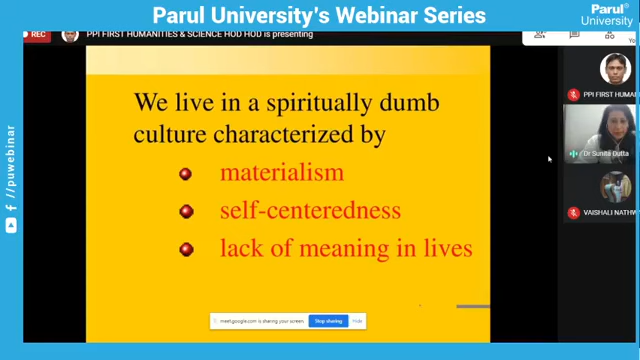 Parul University's Webinar Series
Parul®
University
REC
PPI FIRST HUMANITIES & SCIENCE HOD HOD is presenting
Yo
We live in a spiritually dumb
culture characterized by
materialism
self-centeredness
lack of meaning in lives
PPI FIRST HUMAN
Dr Sunita Dutta
VAISHALI NATHW
f /puwebinar
meet.google.com is sharing your screen.
Stop sharing
Hide